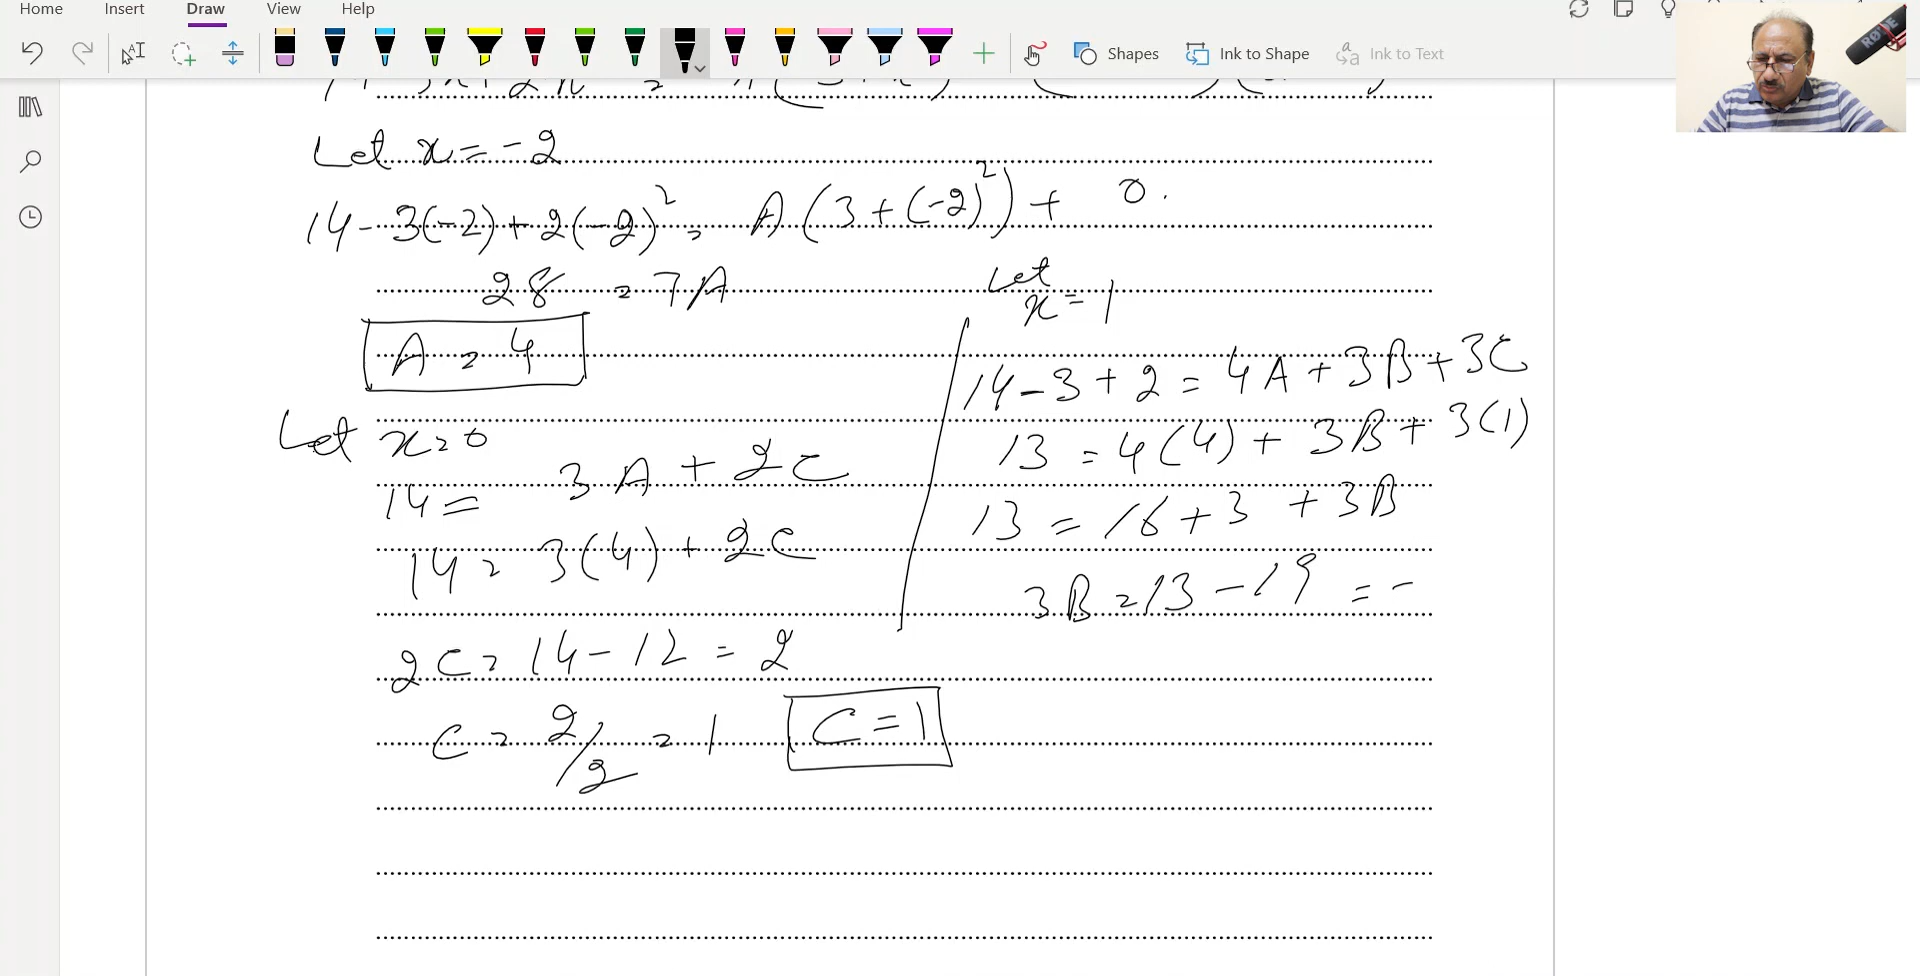 Home Insert Draw View Help
Shapes Ink to Shape Ink to Text
Let x = -2
14 - 3(-2) + 2(-2)² = A(3 + (-2)²) + 0.
28 = 7A
A = 4
Let x = 0
14 = 3A + 2C
14 = 3(4) + 2C
2C = 14 - 12 = 2
C = 2/2 = 1 C = 1
Let
x = 1
14 - 3 + 2 = 4A + 3B + 3C
13 = 4(4) + 3B + 3(1)
13 = 16 + 3 + 3B
3B = 13 - 19 = -